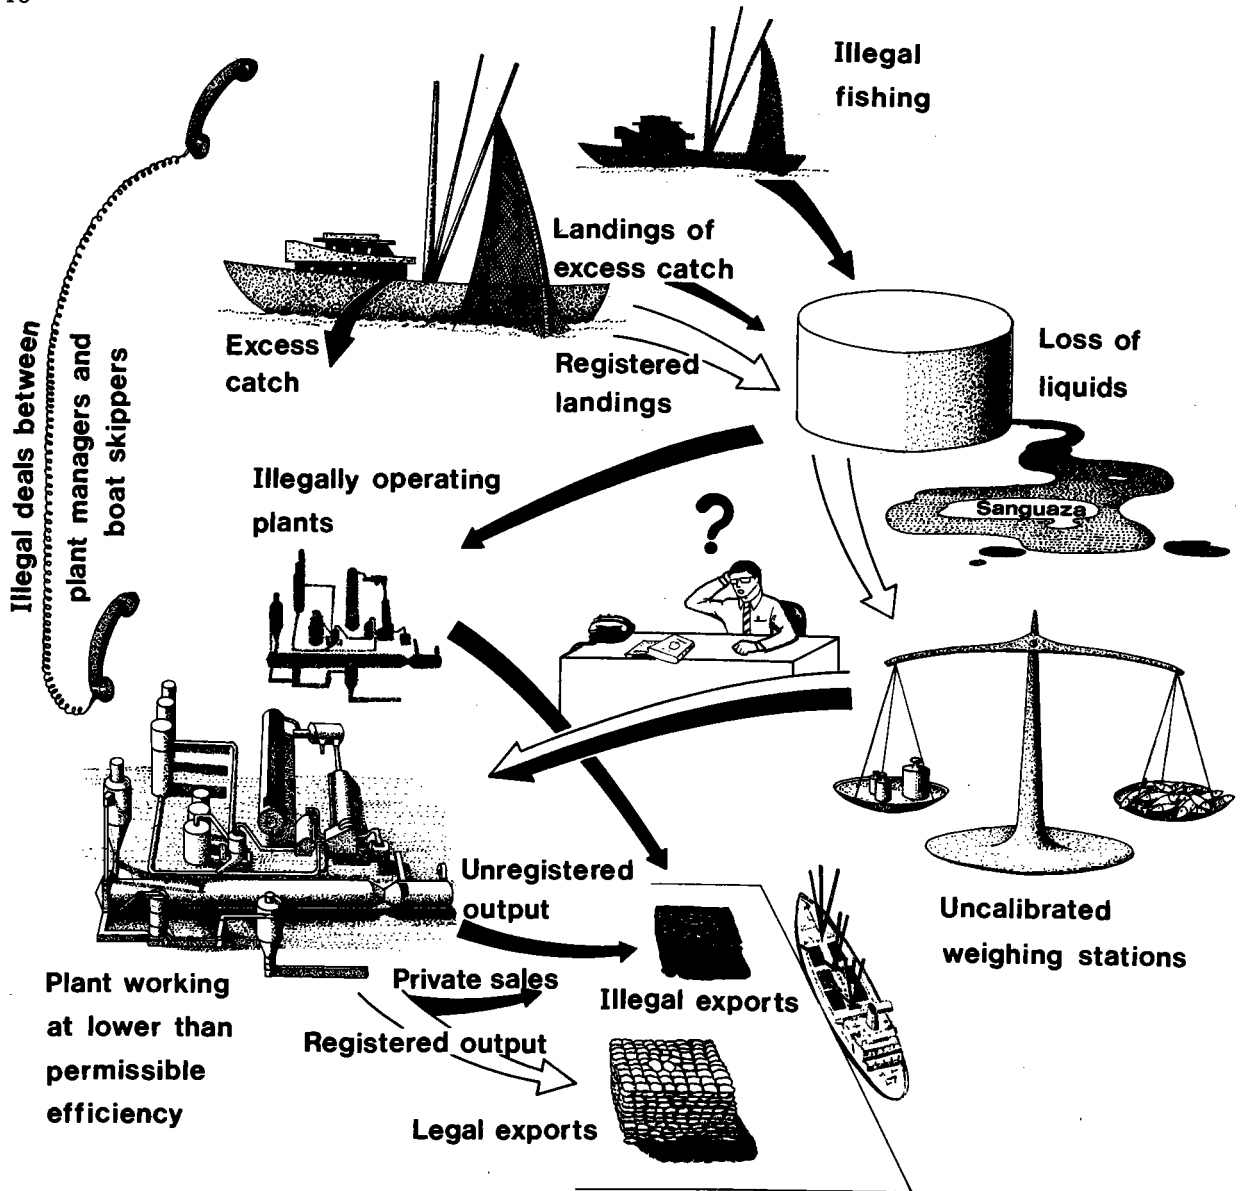 Illegal
fishing
Landings of
excess catch
Excess
catch
Registered
landings
Loss of
liquids
Illegal deals between
plant managers and
boat skippers
Illegally operating
plants
?
Sanguaza
Unregistered
output
Uncalibrated
weighing stations
Plant working
at lower than
permissible
efficiency
Private sales
Illegal exports
Registered output
Legal exports